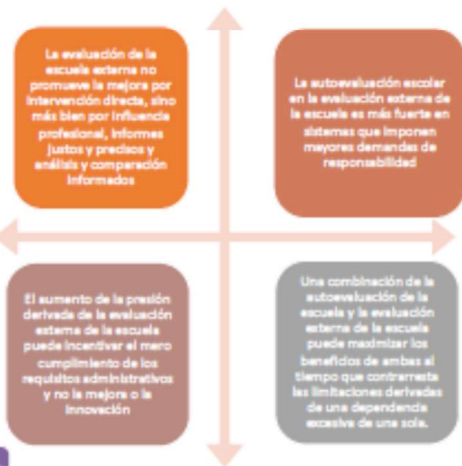 La evaluación de la
escuela externa no
promueve la mejora por
intervención directa, sino
más bien por influencia
profesional, informes
justos y precisos y
análisis y comparación
informados
La autoevaluación escolar
en la evaluación externa de
la escuela es más fuerte en
sistemas que imponen
mayores demandas de
responsabilidad
El aumento de la presión
derivada de la evaluación
externa de la escuela
puede incentivar el mero
cumplimiento de los
requisitos administrativos
y no la mejora o la
innovación
Una combinación de la
autoevaluación de la
escuela y la evaluación
externa de la escuela
puede maximizar los
beneficios de ambas al
tiempo que contrarresta
las limitaciones derivadas
de una dependencia
excesiva de una sola.